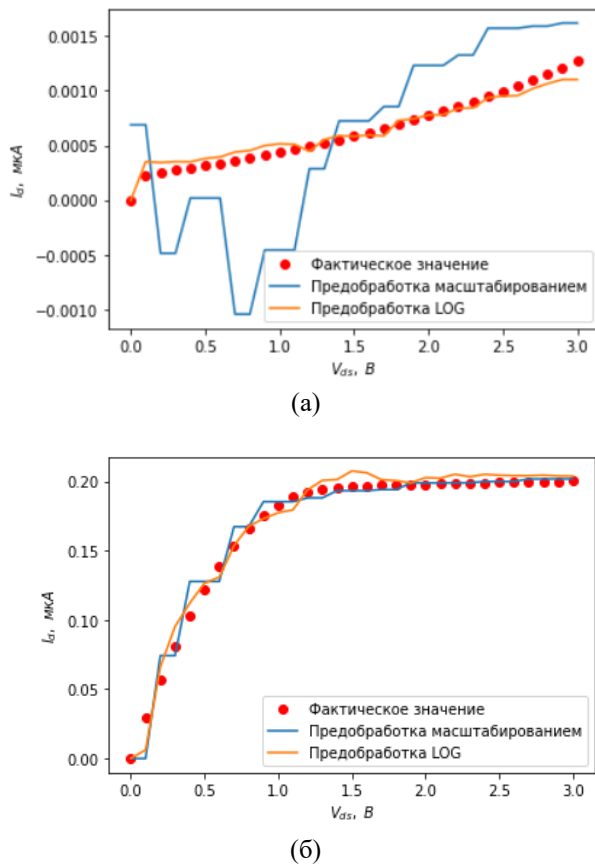 0.0015
0.0010
0.0005
0.0000
−0.0005
−0.0010
I_d, мкА
Фактическое значение
Предобработка масштабированием
Предобработка LOG
0.0 0.5 1.0 1.5 2.0 2.5 3.0
V_ds, В
(а)
0.20
0.15
0.10
0.05
0.00
I_d, мкА
Фактическое значение
Предобработка масштабированием
Предобработка LOG
0.0 0.5 1.0 1.5 2.0 2.5 3.0
V_ds, В
(б)